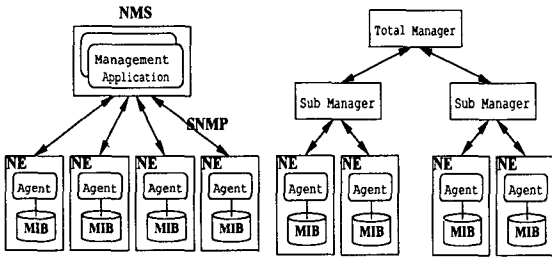 NMS
Total Manager
Management
Application
Sub Manager
Sub Manager
SNMP
NE
NE
NE
NE
NE
NE
NE
NE
Agent
Agent
Agent
Agent
Agent
Agent
Agent
Agent
MIB
MIB
MIB
MIB
MIB
MIB
MIB
MIB